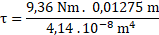 τ = 9,36 Nm . 0,01275 m / 4,14 .10⁻⁸ m⁴